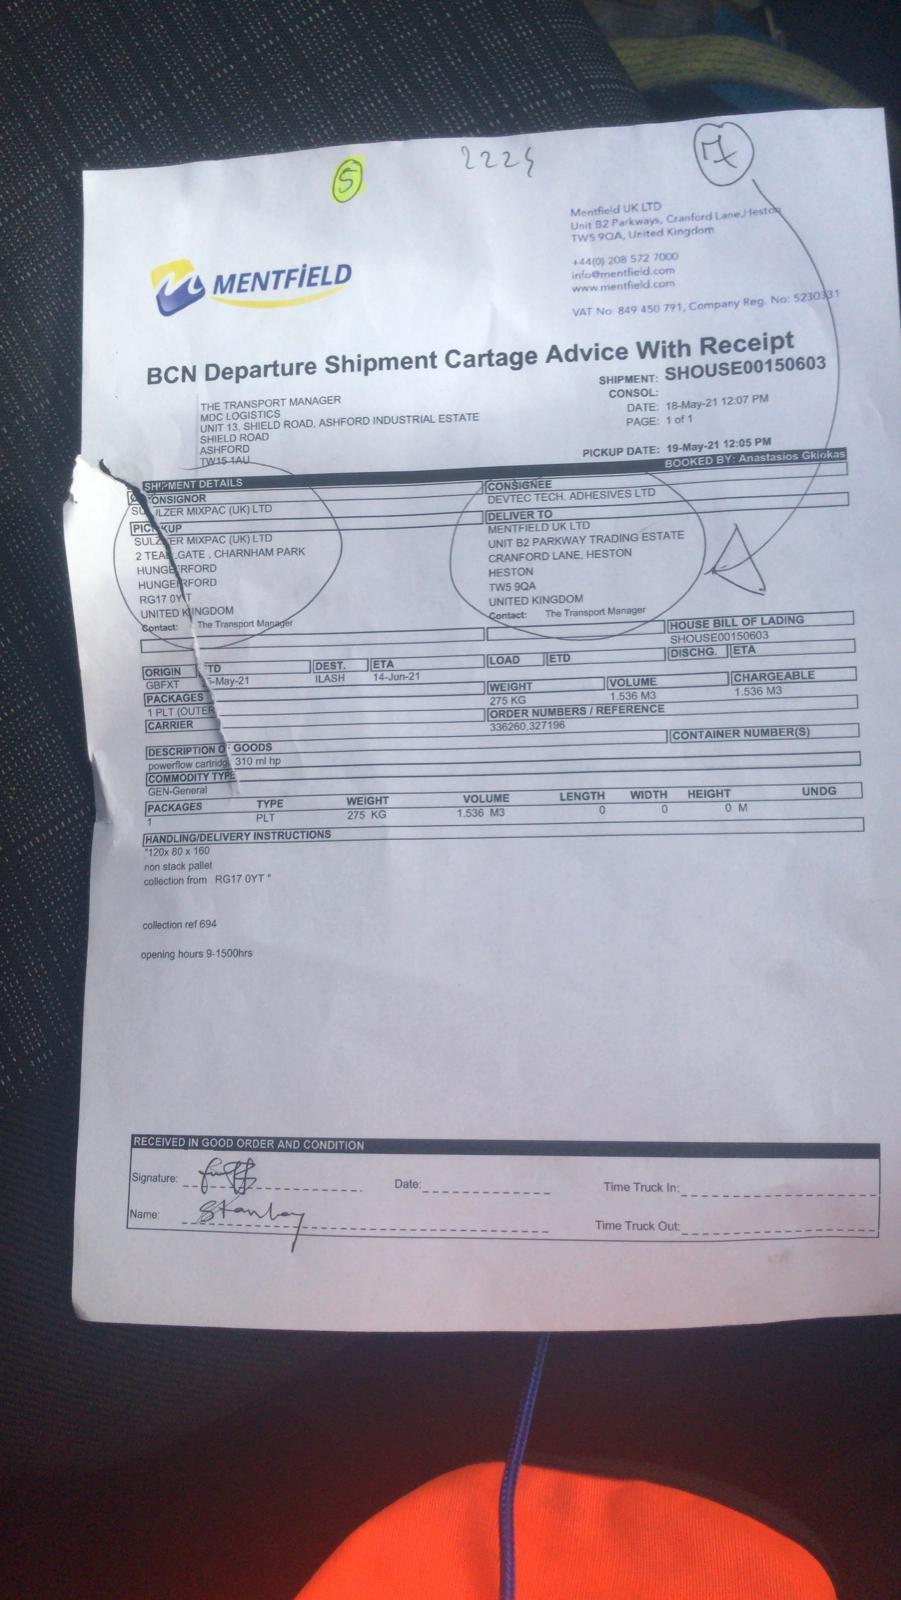 5
2224
Mentfield UK LTD
Unit B2 Parkways, Cranford Lane,Heston
TW5 9QA, United Kingdom
+44(0) 208 572 7000
info@mentfield.com
www.mentfield.com
VAT No: 849 450 791, Company Reg. No: 5230331
MENTFİELD
BCN Departure Shipment Cartage Advice With Receipt
SHIPMENT: SHOUSE00150603
CONSOL:
DATE: 18-May-21 12:07 PM
PAGE: 1 of 1
THE TRANSPORT MANAGER
MDC LOGISTICS
UNIT 13, SHIELD ROAD, ASHFORD INDUSTRIAL ESTATE
SHIELD ROAD
ASHFORD
TW15 1AU
PICKUP DATE: 19-May-21 12:05 PM
BOOKED BY: Anastasios Gkiokas
SHIPMENT DETAILS
CONSIGNOR CONSIGNEE
SULZER MIXPAC (UK) LTD DEVTEC TECH. ADHESIVES LTD
PICKUP DELIVER TO
SULZER MIXPAC (UK) LTD MENTFIELD UK LTD
2 TEALGATE , CHARNHAM PARK UNIT B2 PARKWAY TRADING ESTATE
HUNGERFORD CRANFORD LANE, HESTON
HUNGERFORD HESTON
RG17 0YT TW5 9QA
UNITED KINGDOM UNITED KINGDOM
Contact: The Transport Manager Contact: The Transport Manager
HOUSE BILL OF LADING
SHOUSE00150603
ORIGIN TD DEST. ETA LOAD ETD DISCHG. ETA
GBFXT -May-21 ILASH 14-Jun-21
PACKAGES WEIGHT VOLUME CHARGEABLE
1 PLT (OUTER 275 KG 1.536 M3 1.536 M3
CARRIER ORDER NUMBERS / REFERENCE
336260,327196
CONTAINER NUMBER(S)
DESCRIPTION OF GOODS
powerflow cartridg 310 ml hp
COMMODITY TYPE
GEN-General
PACKAGES TYPE WEIGHT VOLUME LENGTH WIDTH HEIGHT UNDG
1 PLT 275 KG 1.536 M3 0 0 0 M
HANDLING/DELIVERY INSTRUCTIONS
"120x 80 x 160
non stack pallet
collection from RG17 0YT "
collection ref 694
opening hours 9-1500hrs
RECEIVED IN GOOD ORDER AND CONDITION
Signature: Date: Time Truck In:
Name: Stanley Time Truck Out: